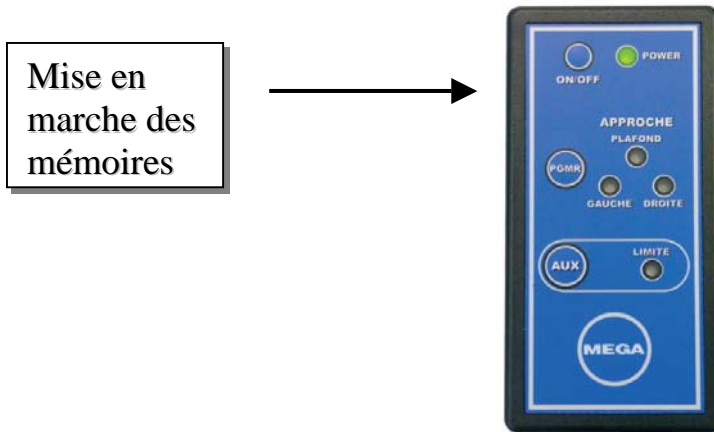 Mise en
marche des
mémoires
POWER
ON/OFF
APPROCHE
PLAFOND
PGMR
GAUCHE DROITE
LIMITE
AUX
MEGA